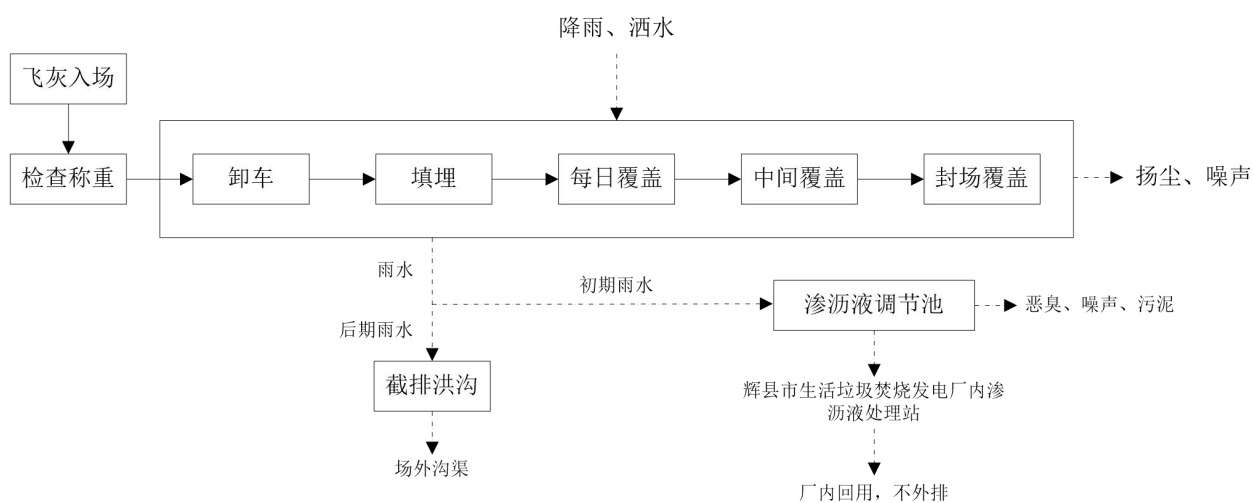 降雨、洒水
飞灰入场
检查称重
卸车
填埋
每日覆盖
中间覆盖
封场覆盖
扬尘、噪声
雨水
初期雨水
渗沥液调节池
恶臭、噪声、污泥
后期雨水
截排洪沟
辉县市生活垃圾焚烧发电厂内渗
沥液处理站
场外沟渠
厂内回用，不外排